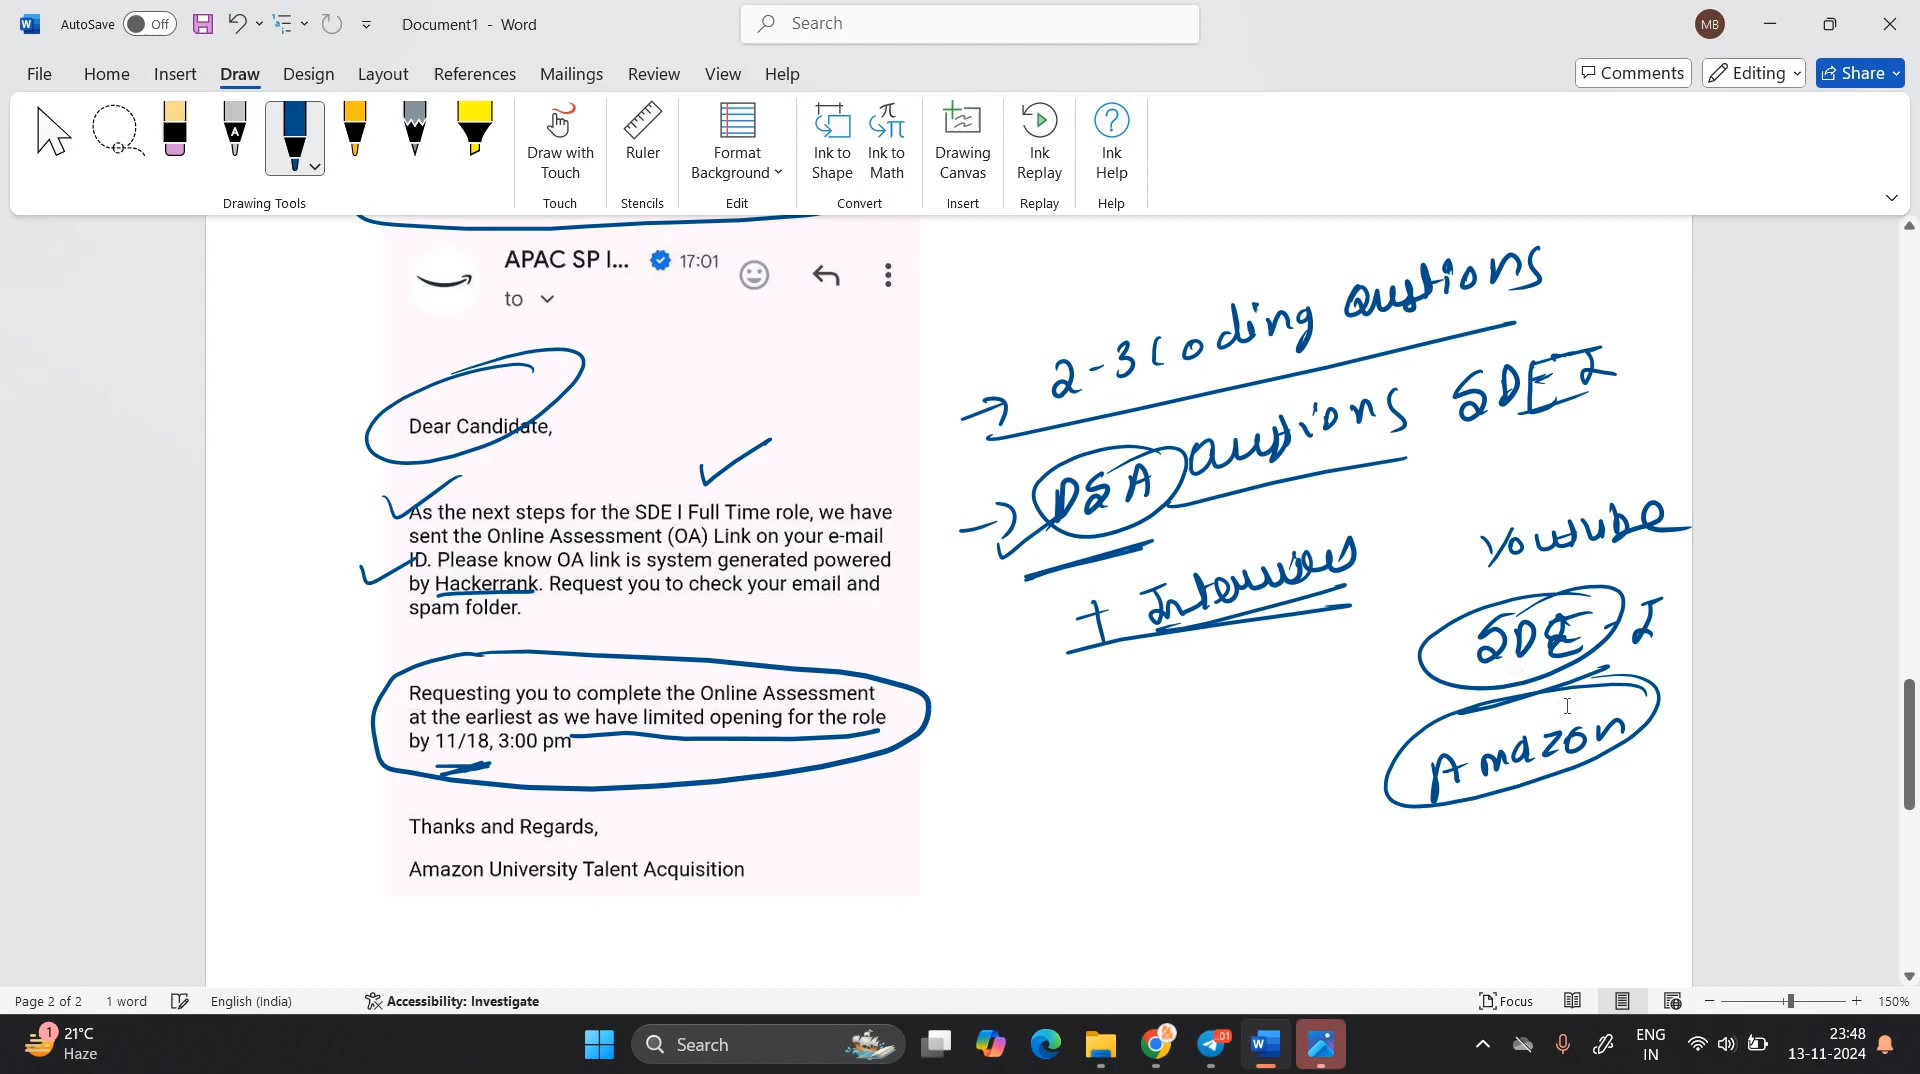 AutoSave Off Document1 - Word Search MB
File Home Insert Draw Design Layout References Mailings Review View Help Comments Editing Share
A
Draw with Touch
Ruler
Format Background
Ink to Shape
Ink to Math
Drawing Canvas
Ink Replay
Ink Help
Drawing Tools Touch Stencils Edit Convert Insert Replay Help
APAC SP I... 17:01
to
Dear Candidate,
As the next steps for the SDE I Full Time role, we have
sent the Online Assessment (OA) Link on your e-mail
ID. Please know OA link is system generated powered
by Hackerrank. Request you to check your email and
spam folder.
Requesting you to complete the Online Assessment
at the earliest as we have limited opening for the role
by 11/18, 3:00 pm
Thanks and Regards,
Amazon University Talent Acquisition
→ 2-3 Coding Questions
→ DSA Questions SDE I
+ Interviews
Youtube
SDE - I
Amazon
Page 2 of 2 1 word English (India) Accessibility: Investigate Focus 150%
1 21°C
Haze
Search
.01
ENG
IN
23:48
13-11-2024